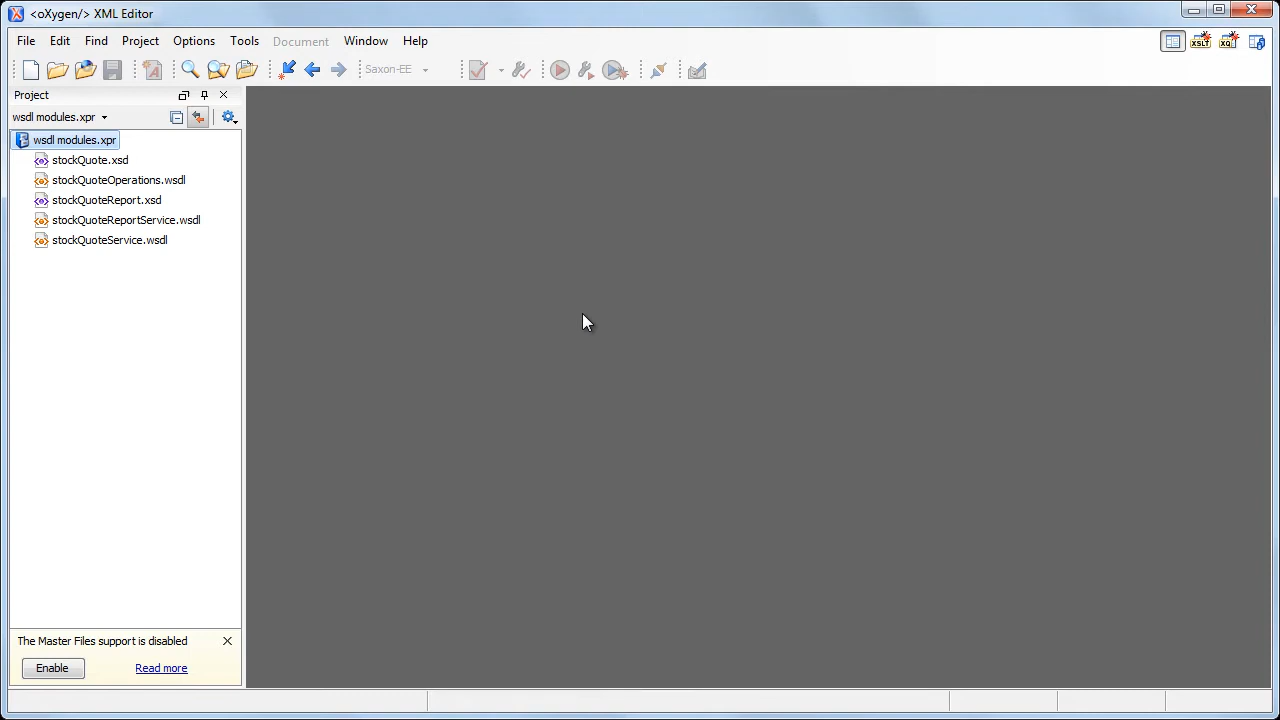 <oXygen/> XML Editor
File Edit Find Project Options Tools Document Window Help
XSLT XQ
Saxon-EE
Project
wsdl modules.xpr
wsdl modules.xpr
stockQuote.xsd
stockQuoteOperations.wsdl
stockQuoteReport.xsd
stockQuoteReportService.wsdl
stockQuoteService.wsdl
The Master Files support is disabled
Enable Read more